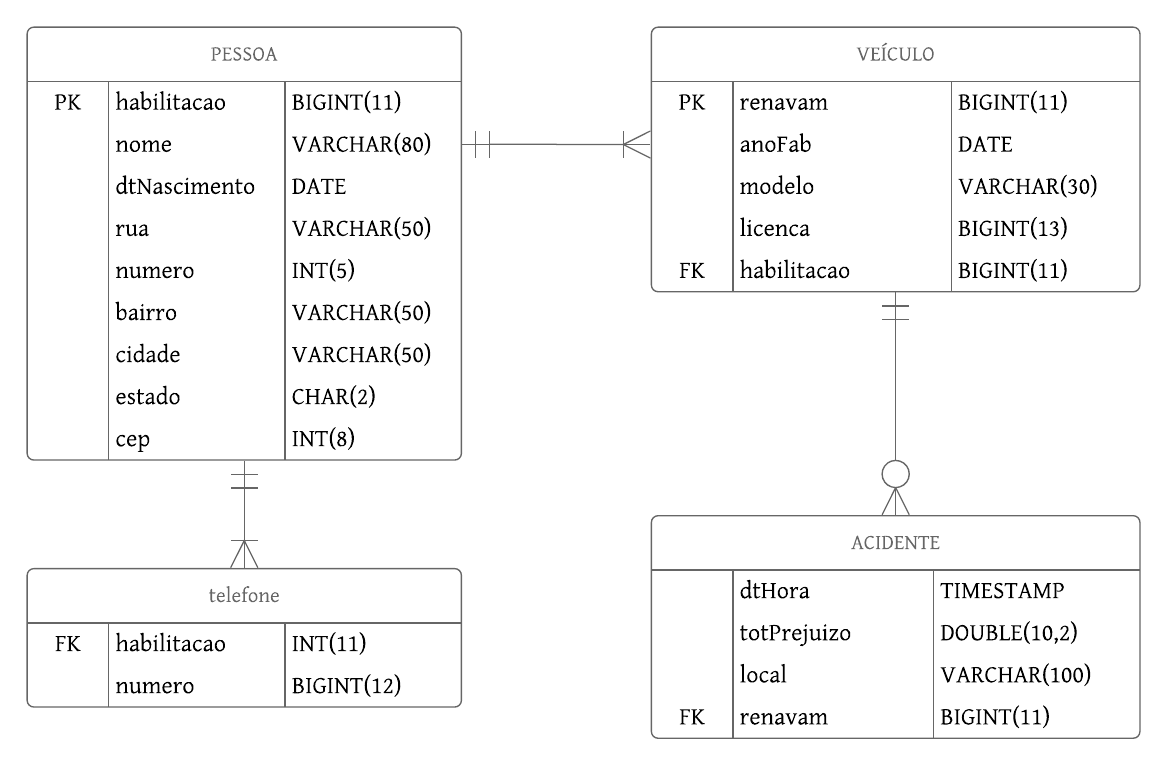 PESSOA
PK habilitacao BIGINT(11)
nome VARCHAR(80)
dtNascimento DATE
rua VARCHAR(50)
numero INT(5)
bairro VARCHAR(50)
cidade VARCHAR(50)
estado CHAR(2)
cep INT(8)
VEÍCULO
PK renavam BIGINT(11)
anoFab DATE
modelo VARCHAR(30)
licenca BIGINT(13)
FK habilitacao BIGINT(11)
telefone
FK habilitacao INT(11)
numero BIGINT(12)
ACIDENTE
dtHora TIMESTAMP
totPrejuizo DOUBLE(10,2)
local VARCHAR(100)
FK renavam BIGINT(11)